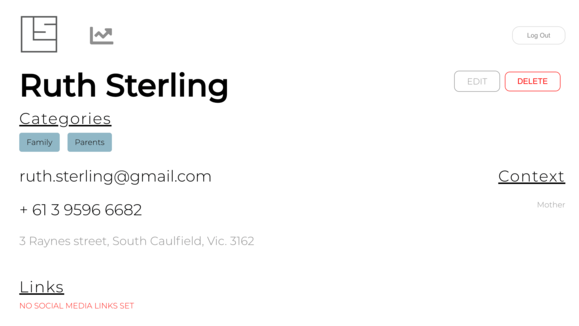 Log Out
Ruth Sterling
EDIT
DELETE
Categories
Family
Parents
ruth.sterling@gmail.com
Context
+ 61 3 9596 6682
Mother
3 Raynes street, South Caulfield, Vic. 3162
Links
NO SOCIAL MEDIA LINKS SET